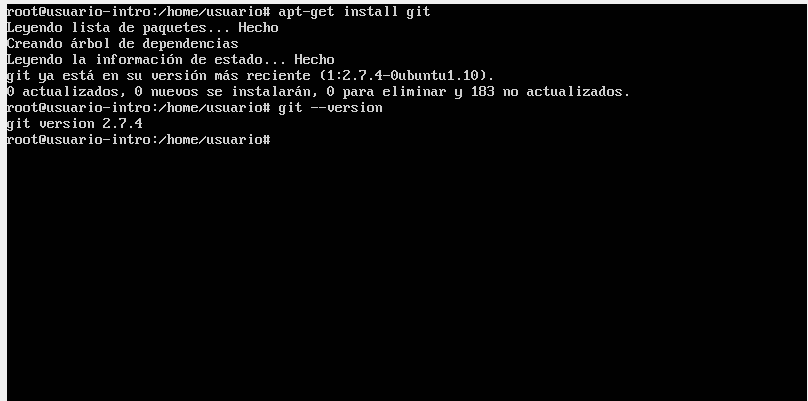 root@usuario-intro:/home/usuario# apt-get install git
Leyendo lista de paquetes... Hecho
Creando árbol de dependencias
Leyendo la información de estado... Hecho
git ya está en su versión más reciente (1:2.7.4-0ubuntu1.10).
0 actualizados, 0 nuevos se instalarán, 0 para eliminar y 183 no actualizados.
root@usuario-intro:/home/usuario# git --version
git version 2.7.4
root@usuario-intro:/home/usuario#